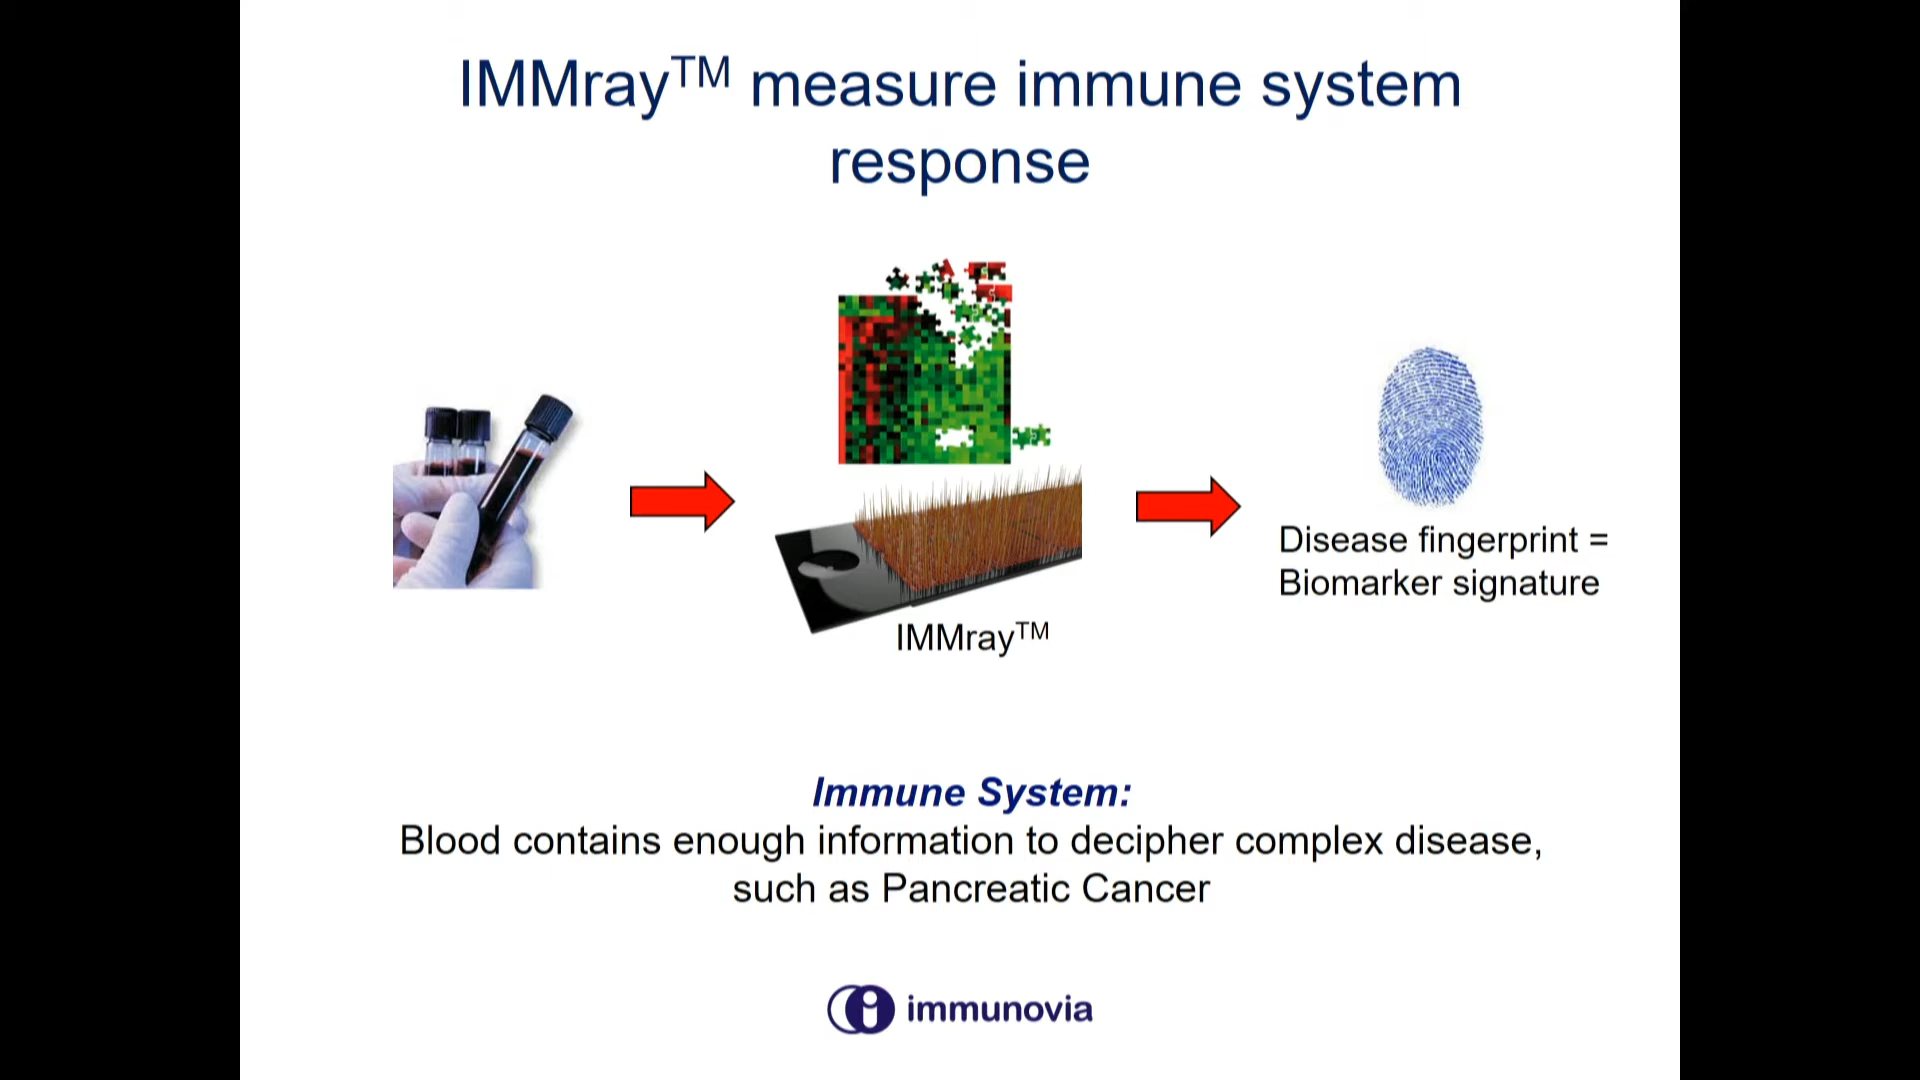 IMMray™ measure immune system
response
IMMray™
Disease fingerprint =
Biomarker signature
Immune System:
Blood contains enough information to decipher complex disease,
such as Pancreatic Cancer
immunovia